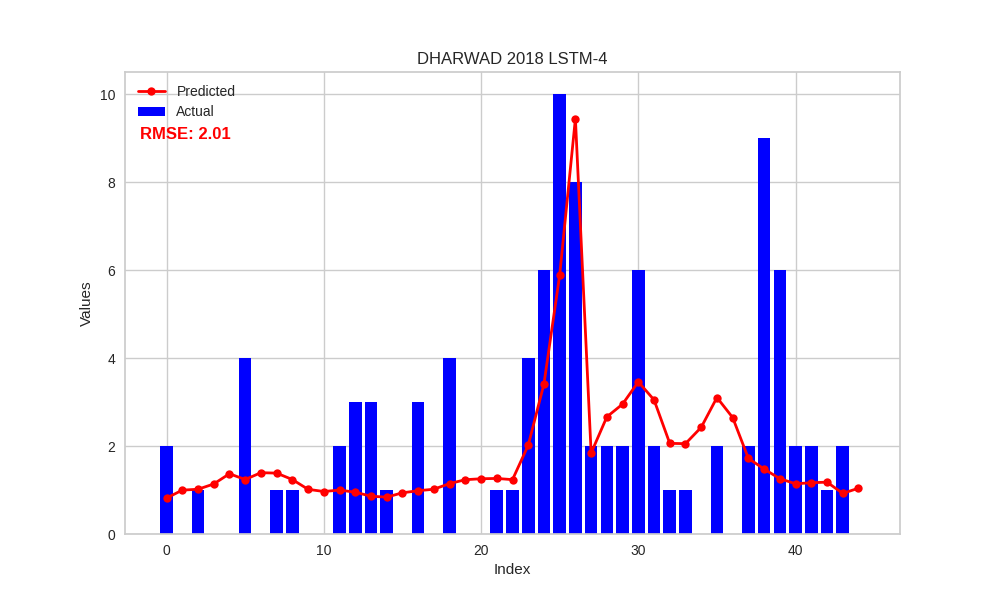 DHARWAD 2018 LSTM-4
Predicted
Actual
RMSE: 2.01
10
8
6
4
2
0
Values
0 10 20 30 40
Index